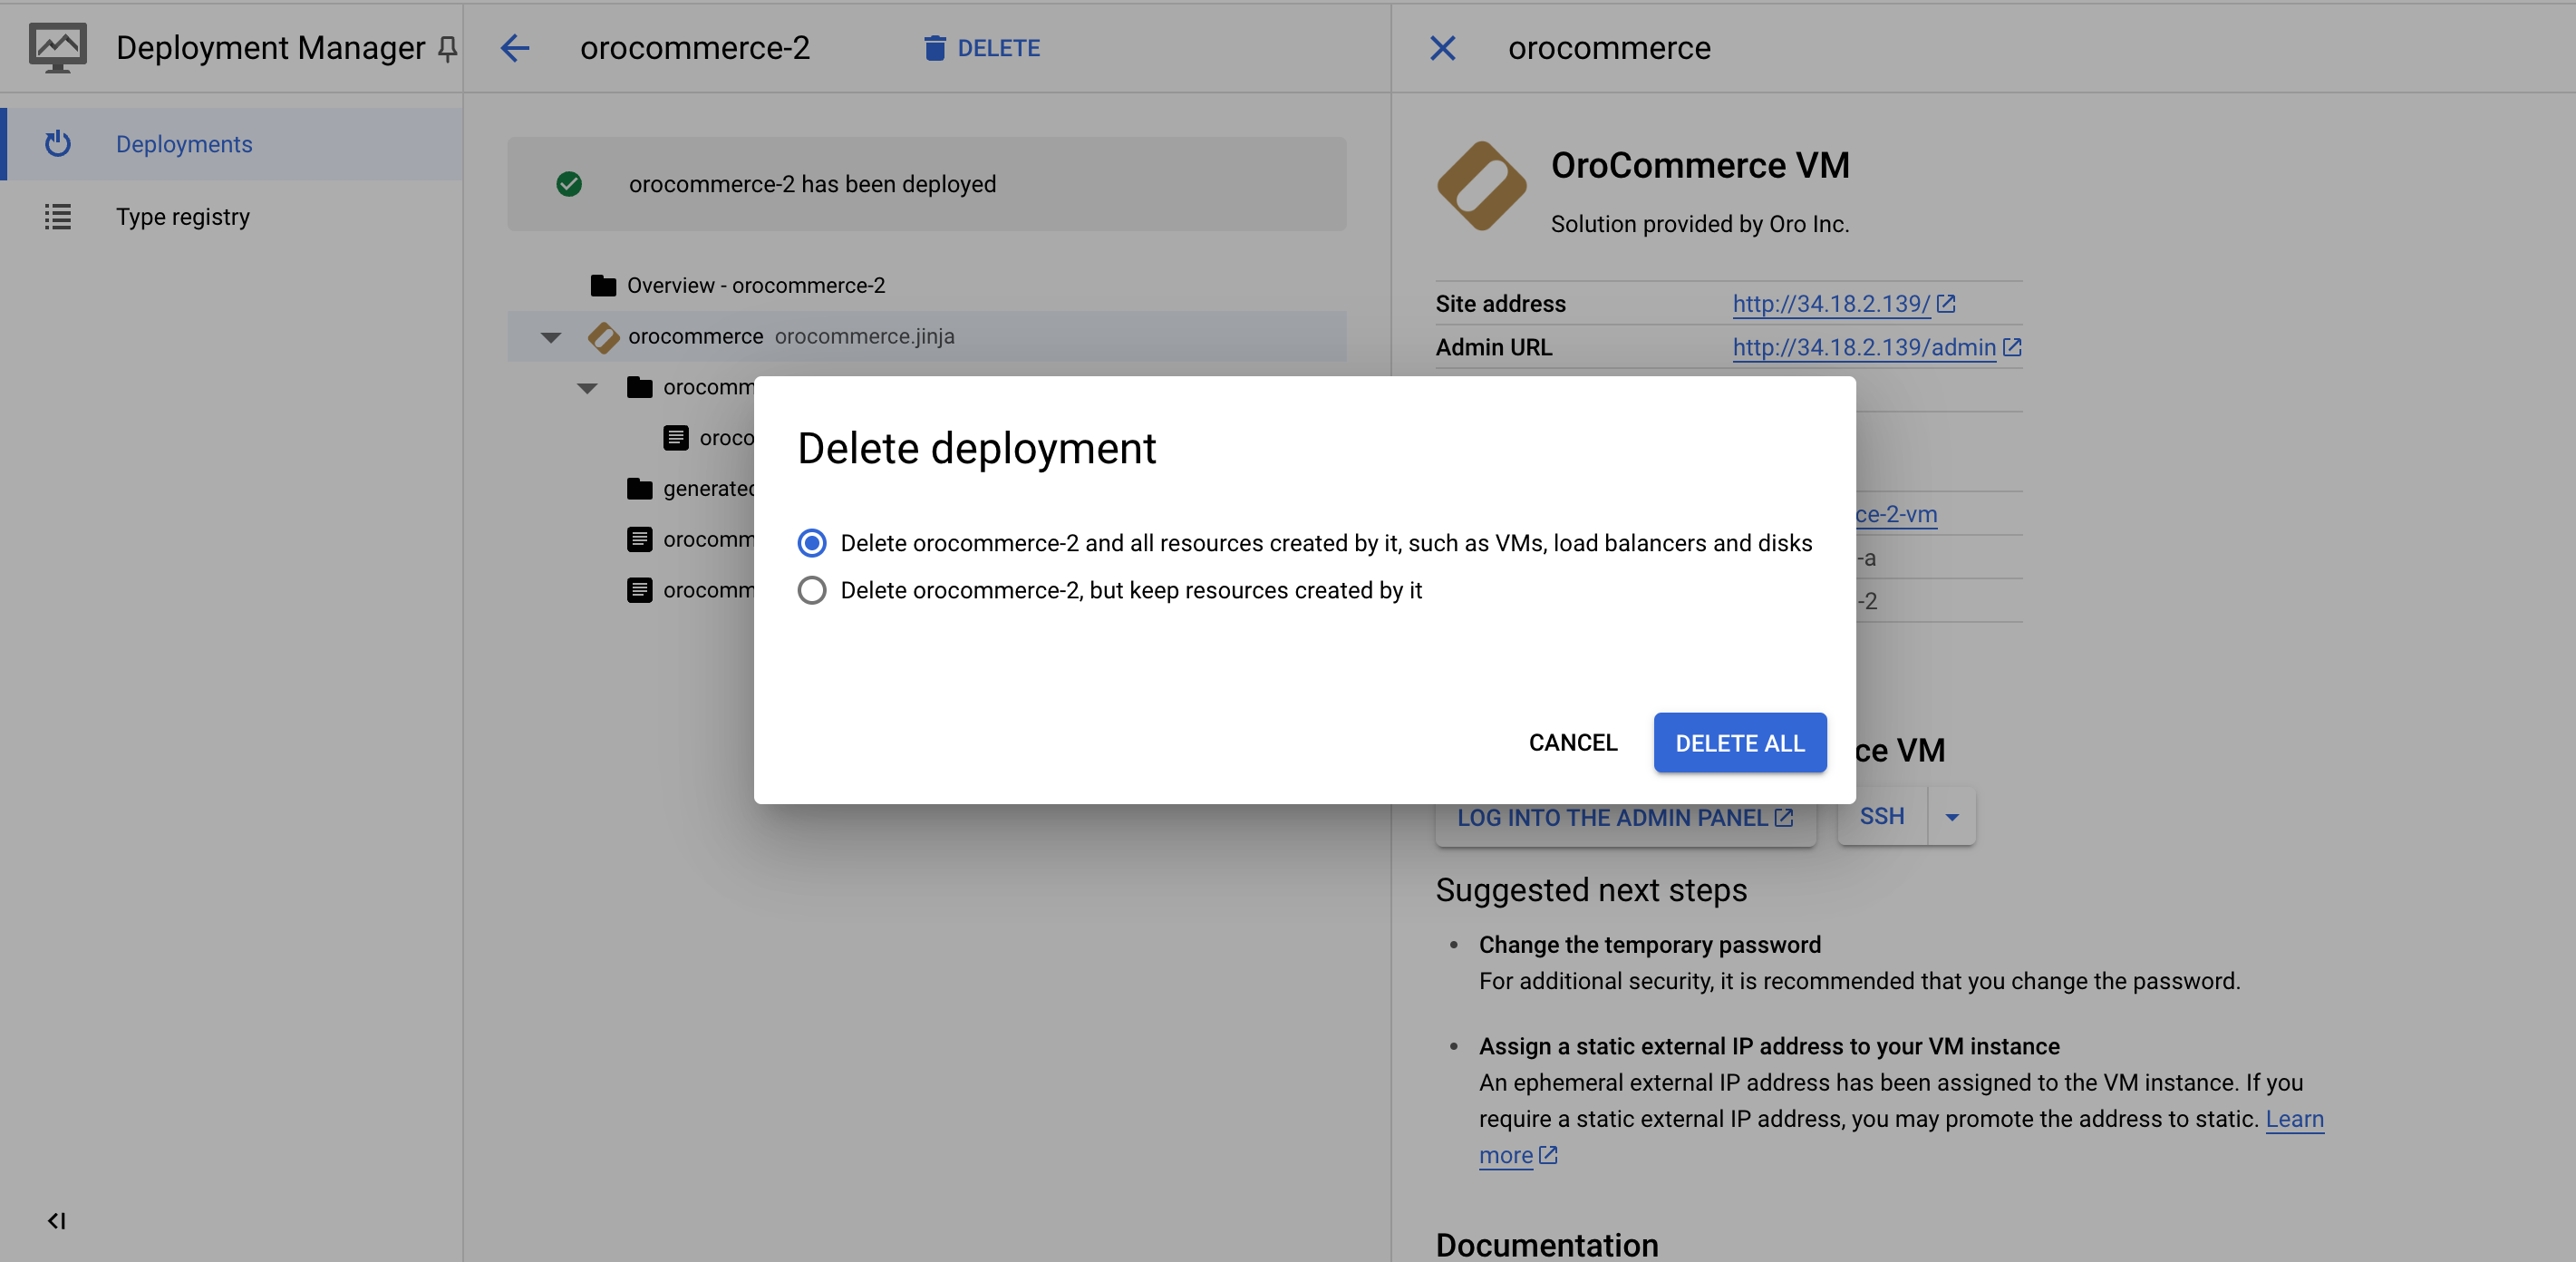 Deployment Manager
orocommerce-2
DELETE
orocommerce
Deployments
Type registry
orocommerce-2 has been deployed
Overview - orocommerce-2
orocommerce orocommerce.jinja
OroCommerce VM
Solution provided by Oro Inc.
Site address http://34.18.2.139/
Admin URL http://34.18.2.139/admin
Delete deployment
Delete orocommerce-2 and all resources created by it, such as VMs, load balancers and disks
Delete orocommerce-2, but keep resources created by it
CANCEL
DELETE ALL
ce-2-vm
-a
-2
ce VM
LOG INTO THE ADMIN PANEL
SSH
Suggested next steps
• Change the temporary password
For additional security, it is recommended that you change the password.
• Assign a static external IP address to your VM instance
An ephemeral external IP address has been assigned to the VM instance. If you
require a static external IP address, you may promote the address to static. Learn
more
Documentation